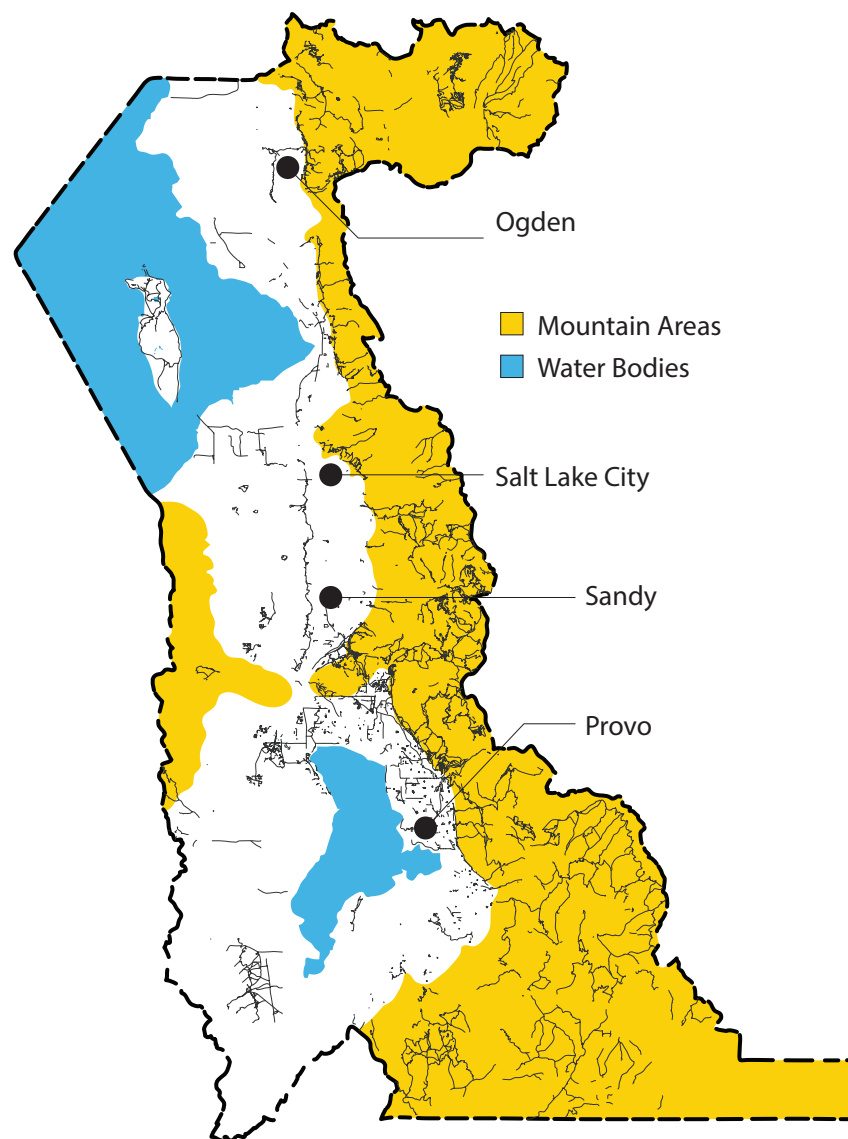 Ogden
Mountain Areas
Water Bodies
Salt Lake City
Sandy
Provo